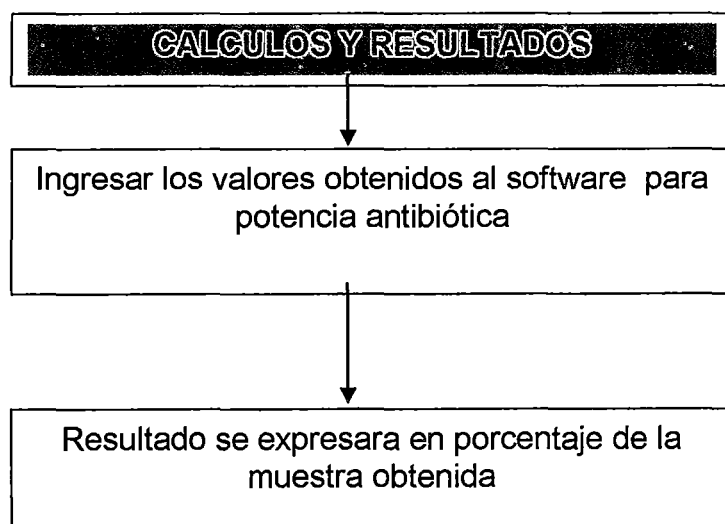 CALCULOS Y RESULTADOS
Ingresar los valores obtenidos al software para
potencia antibiótica
Resultado se expresara en porcentaje de la
muestra obtenida